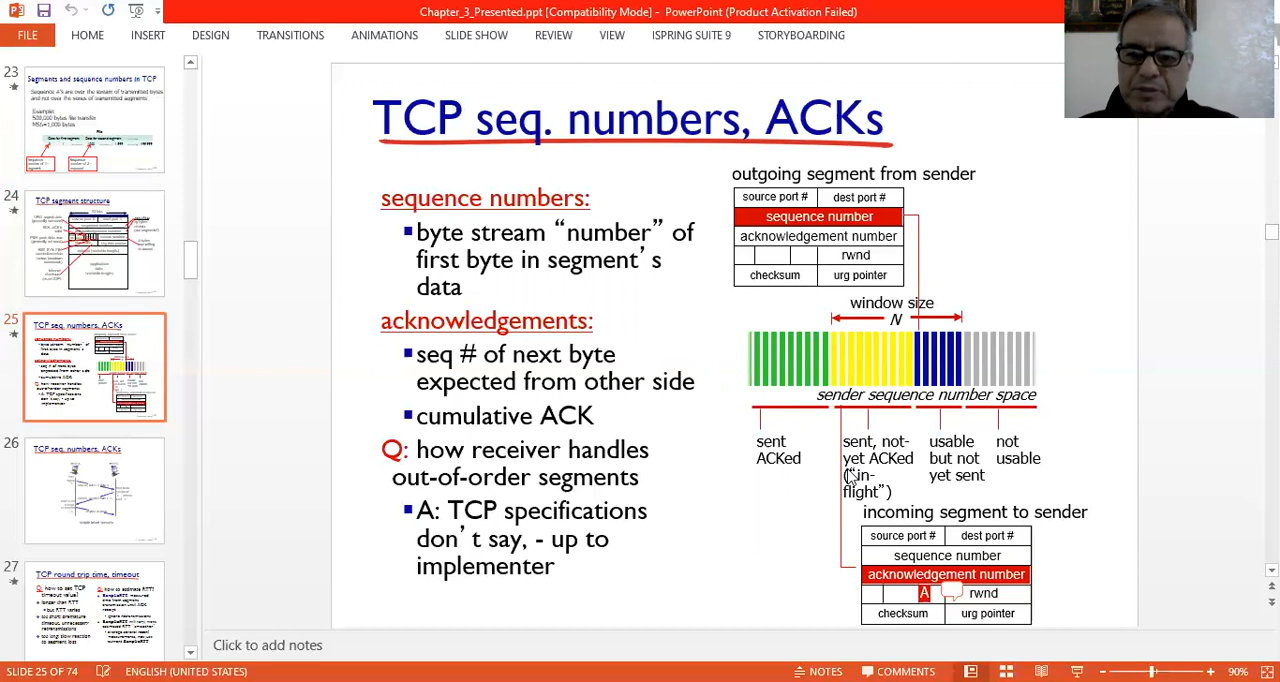 Chapter_3_Presented.ppt [Compatibility Mode] - PowerPoint (Product Activation Failed)
FILE HOME INSERT DESIGN TRANSITIONS ANIMATIONS SLIDE SHOW REVIEW VIEW ISPRING SUITE 9 STORYBOARDING
23
Segments and sequence numbers in TCP
Example:
24
TCP segment structure
25
TCP seq. numbers, ACKs
26
TCP seq. numbers, ACKs
27
TCP round trip time, timeout
TCP seq. numbers, ACKs
sequence numbers:
byte stream “number” of
first byte in segment’s
data
acknowledgements:
seq # of next byte
expected from other side
cumulative ACK
Q: how receiver handles
out-of-order segments
A: TCP specifications
don’t say, - up to
implementer
outgoing segment from sender
source port # dest port #
sequence number
acknowledgement number
rwnd
checksum urg pointer
window size
N
sender sequence number space
sent
ACKed
sent, not-
yet ACKed
(“in-
flight”)
usable
but not
yet sent
not
usable
incoming segment to sender
source port # dest port #
sequence number
acknowledgement number
A rwnd
checksum urg pointer
Click to add notes
SLIDE 25 OF 74 ENGLISH (UNITED STATES) NOTES COMMENTS 90%